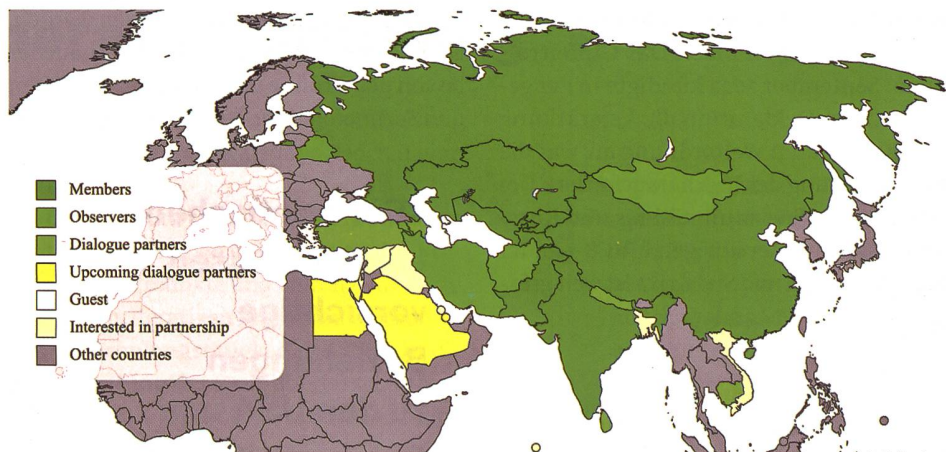 Members
Observers
Dialogue partners
Upcoming dialogue partners
Guest
Interested in partnership
Other countries